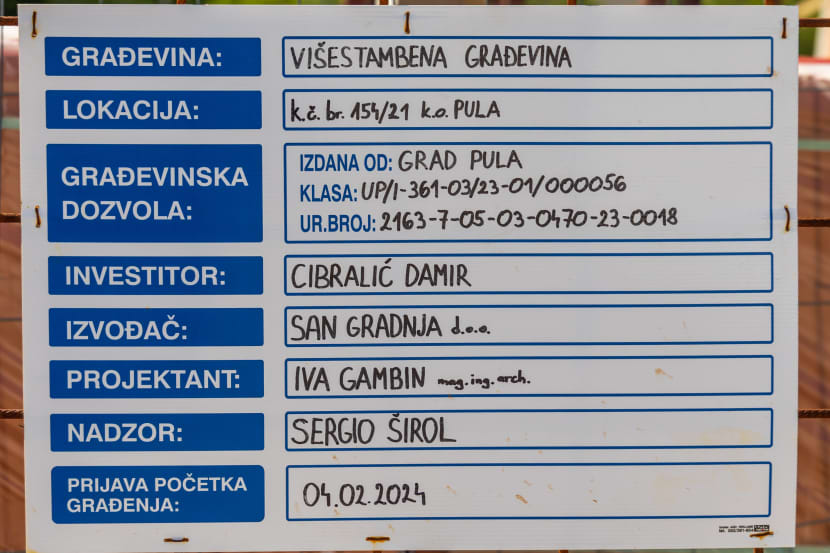 GRAĐEVINA: VIŠESTAMBENA GRAĐEVINA
LOKACIJA: k.č. br. 154/21 k.o. PULA
GRAĐEVINSKA DOZVOLA:
IZDANA OD: GRAD PULA
KLASA: UP/I-361-03/23-01/000056
UR.BROJ: 2163-7-05-03-0470-23-0018
INVESTITOR: CIBRALIĆ DAMIR
IZVOĐAČ: SAN GRADNJA d.o.o.
PROJEKTANT: IVA GAMBIN mag.ing.arch.
NADZOR: SERGIO ŠIROL
PRIJAVA POČETKA
GRAĐENJA: 04.02.2024